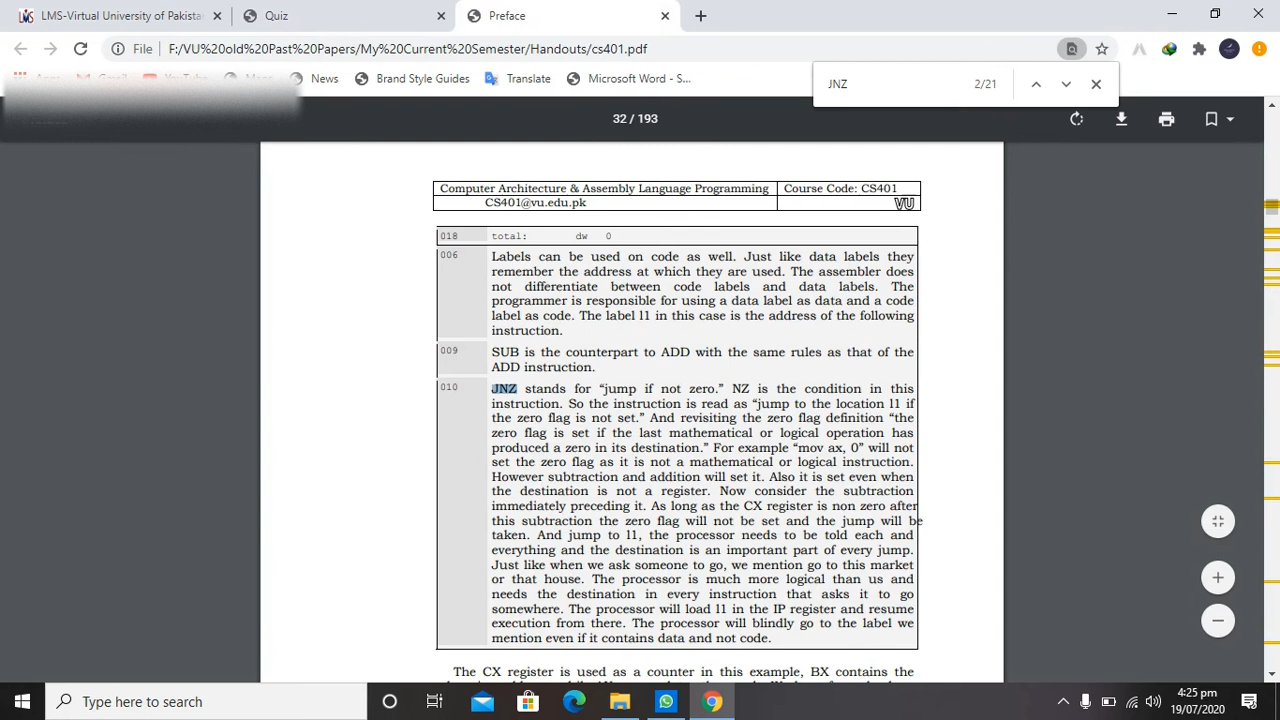 LMS-Virtual University of Pakistan
Quiz
Preface
File
F:/VU%20old%20Past%20Papers/My%20Current%20Semester/Handouts/cs401.pdf
News
Brand Style Guides
Translate
Microsoft Word - S...
JNZ
2/21
32 / 193
Computer Architecture & Assembly Language Programming
Course Code: CS401
CS401@vu.edu.pk
VU
018 total: dw 0
006 Labels can be used on code as well. Just like data labels they
remember the address at which they are used. The assembler does
not differentiate between code labels and data labels. The
programmer is responsible for using a data label as data and a code
label as code. The label l1 in this case is the address of the following
instruction.
009 SUB is the counterpart to ADD with the same rules as that of the
ADD instruction.
010 JNZ stands for “jump if not zero.” NZ is the condition in this
instruction. So the instruction is read as “jump to the location l1 if
the zero flag is not set.” And revisiting the zero flag definition “the
zero flag is set if the last mathematical or logical operation has
produced a zero in its destination.” For example “mov ax, 0” will not
set the zero flag as it is not a mathematical or logical instruction.
However subtraction and addition will set it. Also it is set even when
the destination is not a register. Now consider the subtraction
immediately preceding it. As long as the CX register is non zero after
this subtraction the zero flag will not be set and the jump will be
taken. And jump to l1, the processor needs to be told each and
everything and the destination is an important part of every jump.
Just like when we ask someone to go, we mention go to this market
or that house. The processor is much more logical than us and
needs the destination in every instruction that asks it to go
somewhere. The processor will load l1 in the IP register and resume
execution from there. The processor will blindly go to the label we
mention even if it contains data and not code.
The CX register is used as a counter in this example, BX contains the
Type here to search
4:25 pm
19/07/2020